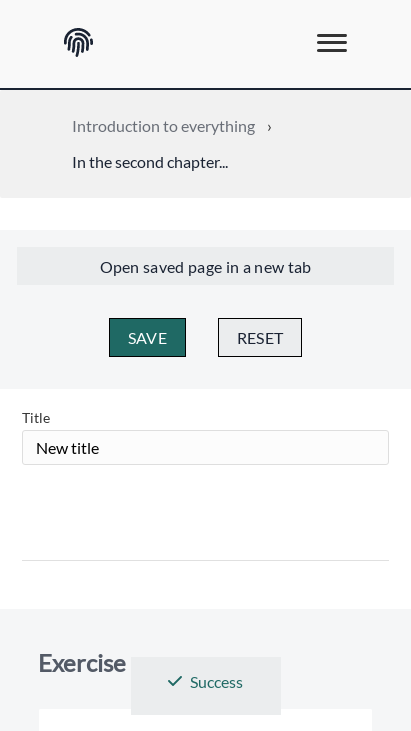 Introduction to everything ›
In the second chapter...
Open saved page in a new tab
SAVE RESET
Title
New title
Exercise
Success